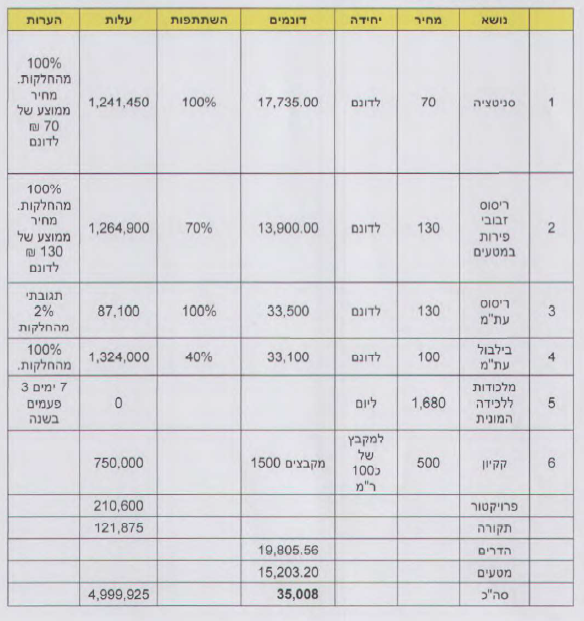 נושא מחיר יחידה דונמים השתתפות עלות הערות
1 סניטציה 70 לדונם 17,735.00 100% 1,241,450 100%
מהחלקות.
מחיר
ממוצע של
70 ₪
לדונם
2 ריסוס
זבובי
פירות
במטעים
130 לדונם 13,900.00 70% 1,264,900
100%
מהחלקות.
מחיר
ממוצע של
130 ₪
לדונם
3 ריסוס
עת"מ
130 לדונם 33,500 100% 87,100
תגובתי
2%
מהחלקות
4 בילבול
עת"מ
100 לדונם 33,100 40% 1,324,000
100%
מהחלקות.
5 מלכודות
ללכידה
המונית
1,680 ליום 0
7 ימים 3
פעמים
בשנה
6 קקיון 500
למקבץ
של
כ100
ר"מ
1500 מקבצים 750,000
פרויקטור 210,600
תקורה 121,875
הדרים 19,805.56
מטעים 15,203.20
סה"כ 35,008 4,999,925